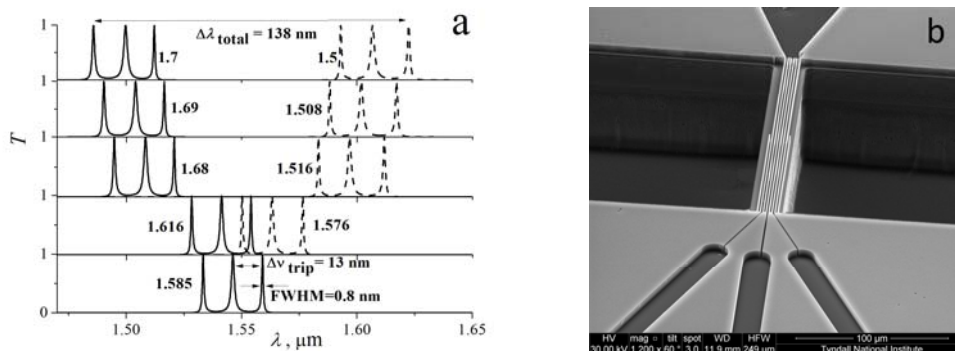 a
Δλtotal = 138 nm
1
1.7
1.5
1
1.69
1.508
1
T
1.68
1.516
1
1.616
1.576
1
Δνtrip = 13 nm
1.585
FWHM=0.8 nm
0
1.50
1.55
1.60
1.65
λ , μm
b
HV mag tilt spot WD HFW
30.00 kV 1 200 x 60 ° 3.0 11.9 mm 249 μm
100 μm
Tyndall National Institute